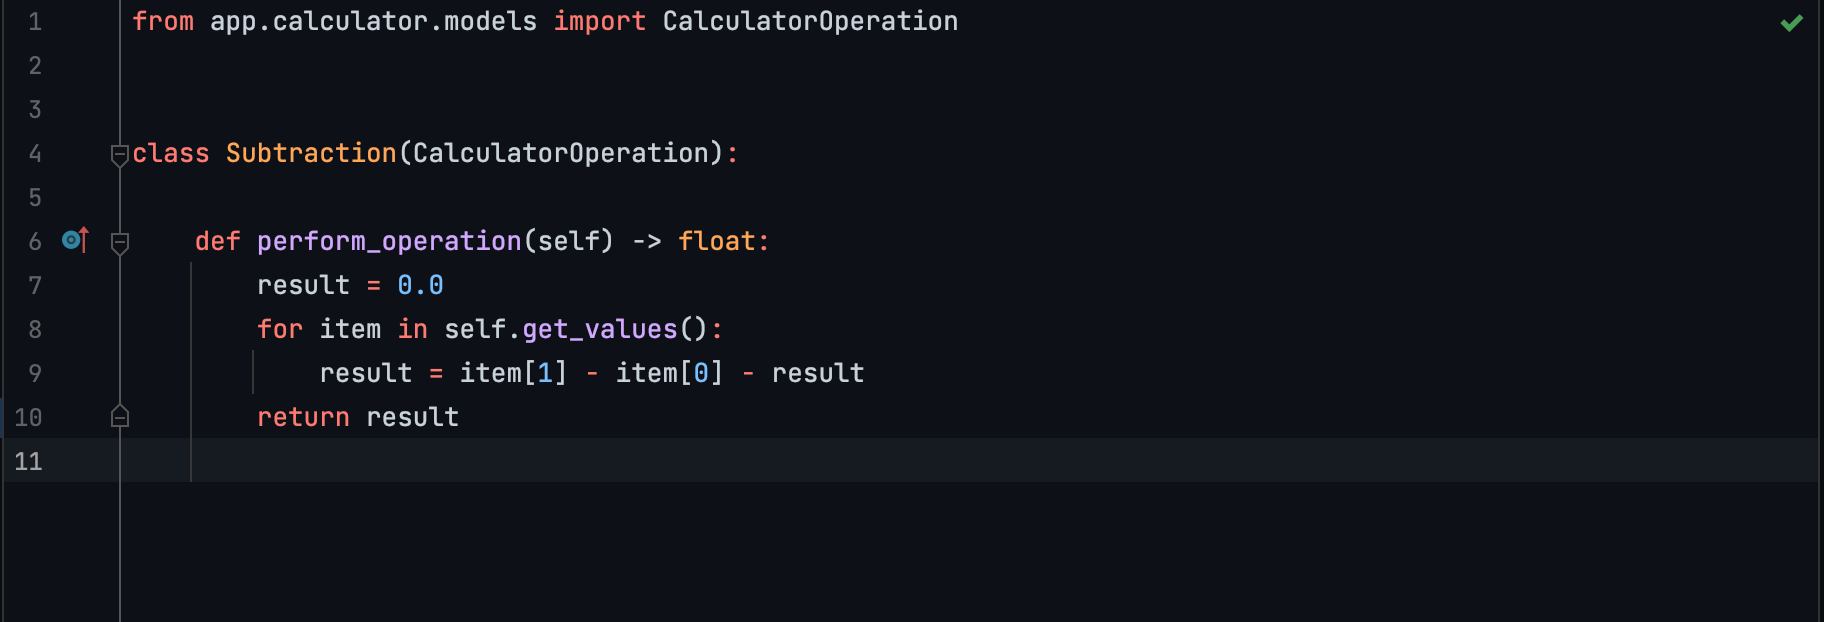 1 from app.calculator.models import CalculatorOperation
2
3
4 class Subtraction(CalculatorOperation):
5
6     def perform_operation(self) -> float:
7         result = 0.0
8         for item in self.get_values():
9             result = item[1] - item[0] - result
10         return result
11